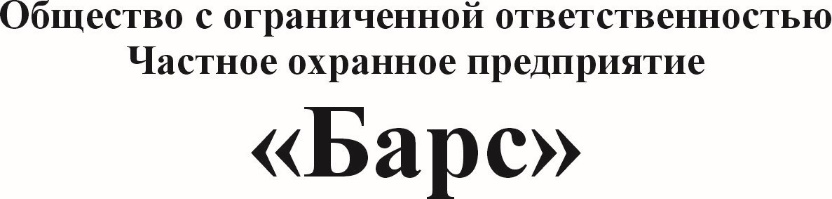 Общество с ограниченной ответственностью
Частное охранное предприятие
«Барс»